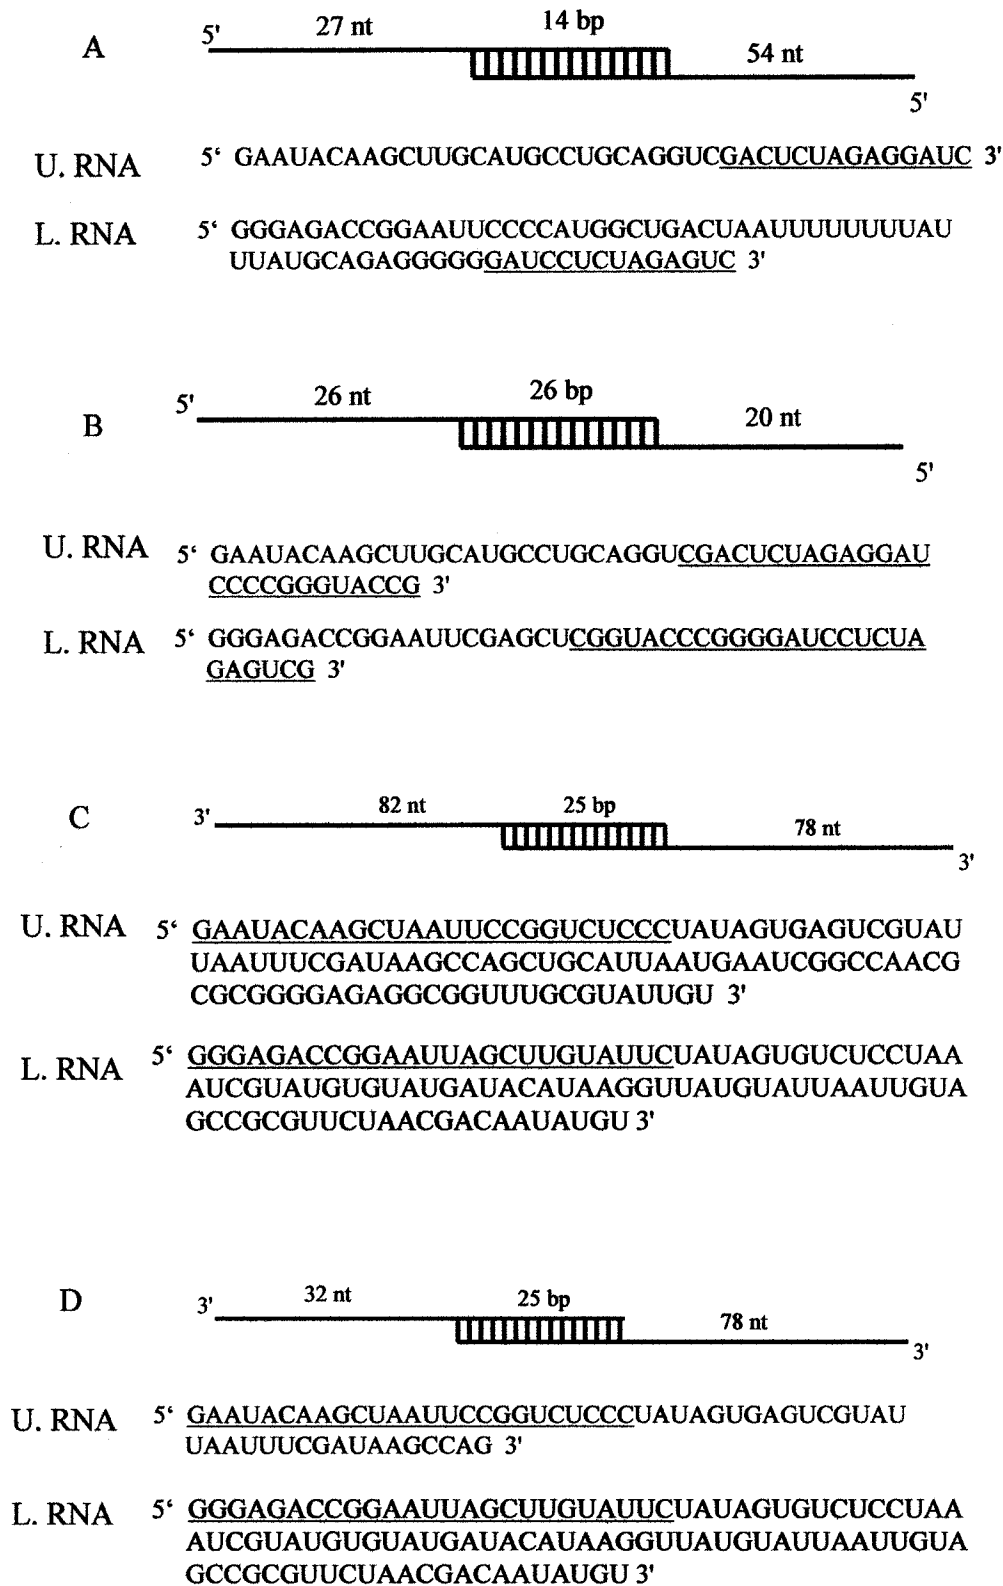 A 5' 27 nt 14 bp 54 nt
5'
U. RNA 5‘ GAAUACAAGCUUGCAUGCCUGCAGGUCGACUCUAGAGGAUC 3'
L. RNA 5‘ GGGAGACCGGAAUUCCCCAUGGCUGACUAAUUUUUUUUAU
UUAUGCAGAGGGGGGAUCCUCUAGAGUC 3'
B 5' 26 nt 26 bp 20 nt
5'
U. RNA 5‘ GAAUACAAGCUUGCAUGCCUGCAGGUCGACUCUAGAGGAU
CCCCGGGUACCG 3'
L. RNA 5‘ GGGAGACCGGAAUUCGAGCUCGGUACCCGGGGAUCCUCUA
GAGUCG 3'
C 3' 82 nt 25 bp 78 nt
3'
U. RNA 5‘ GAAUACAAGCUAAUUCCGGUCUCCCUAUAGUGAGUCGUAU
UAAUUUCGAUAAGCCAGCUGCAUUAAUGAAUCGGCCAACG
CGCGGGGAGAGGCGGUUUGCGUAUUGU 3'
L. RNA 5‘ GGGAGACCGGAAUUAGCUUGUAUUCUAUAGUGUCUCCUAA
AUCGUAUGUGUAUGAUACAUAAGGUUAUGUAUUAAUUGUA
GCCGCGUUCUAACGACAAUAUGU 3'
D 3' 32 nt 25 bp 78 nt
3'
U. RNA 5‘ GAAUACAAGCUAAUUCCGGUCUCCCUAUAGUGAGUCGUAU
UAAUUUCGAUAAGCCAG 3'
L. RNA 5‘ GGGAGACCGGAAUUAGCUUGUAUUCUAUAGUGUCUCCUAA
AUCGUAUGUGUAUGAUACAUAAGGUUAUGUAUUAAUUGUA
GCCGCGUUCUAACGACAAUAUGU 3'